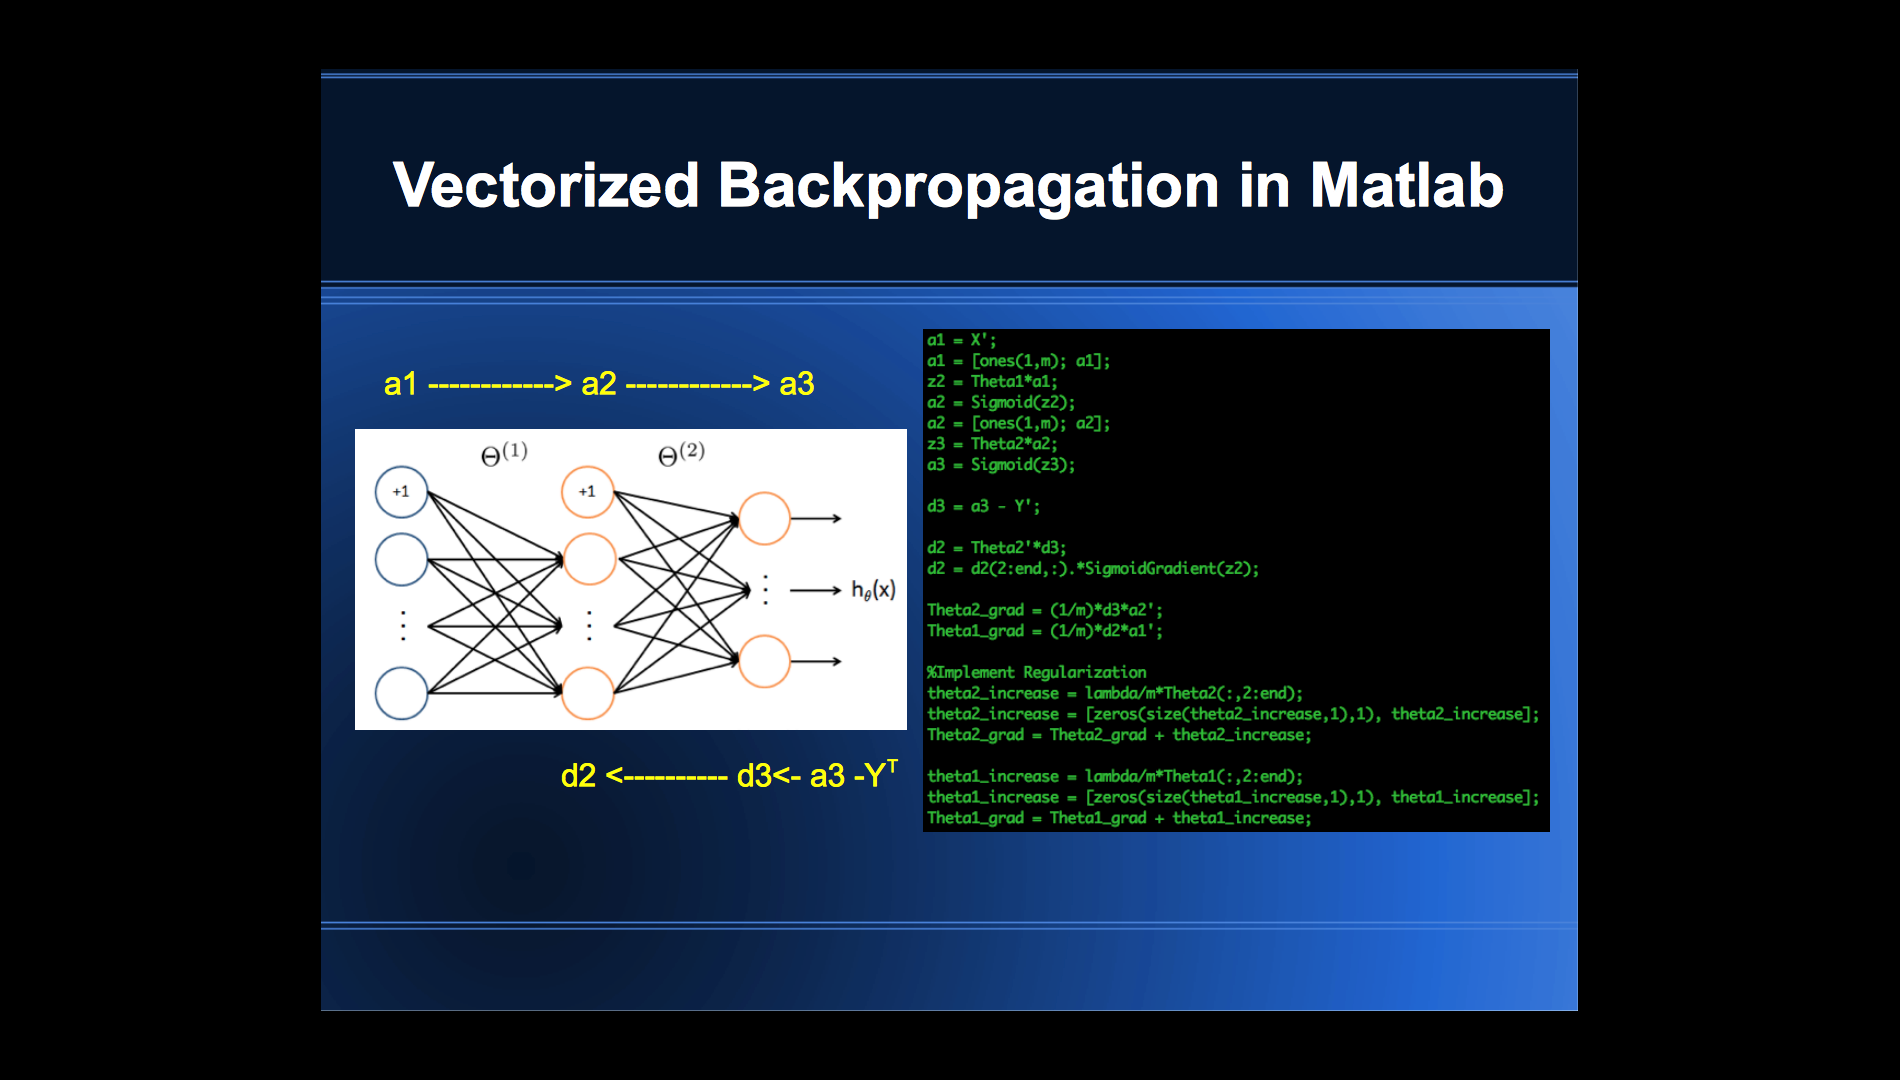 Vectorized Backpropagation in Matlab
a1 ------------> a2 ------------> a3
Θ(1) Θ(2)
+1 +1
hθ(x)
d2 <---------- d3<- a3 -Yᵀ
a1 = X';
a1 = [ones(1,m); a1];
z2 = Theta1*a1;
a2 = Sigmoid(z2);
a2 = [ones(1,m); a2];
z3 = Theta2*a2;
a3 = Sigmoid(z3);
d3 = a3 - Y';
d2 = Theta2'*d3;
d2 = d2(2:end,:).*SigmoidGradient(z2);
Theta2_grad = (1/m)*d3*a2';
Theta1_grad = (1/m)*d2*a1';
%Implement Regularization
theta2_increase = lambda/m*Theta2(:,2:end);
theta2_increase = [zeros(size(theta2_increase,1),1), theta2_increase];
Theta2_grad = Theta2_grad + theta2_increase;
theta1_increase = lambda/m*Theta1(:,2:end);
theta1_increase = [zeros(size(theta1_increase,1),1), theta1_increase];
Theta1_grad = Theta1_grad + theta1_increase;